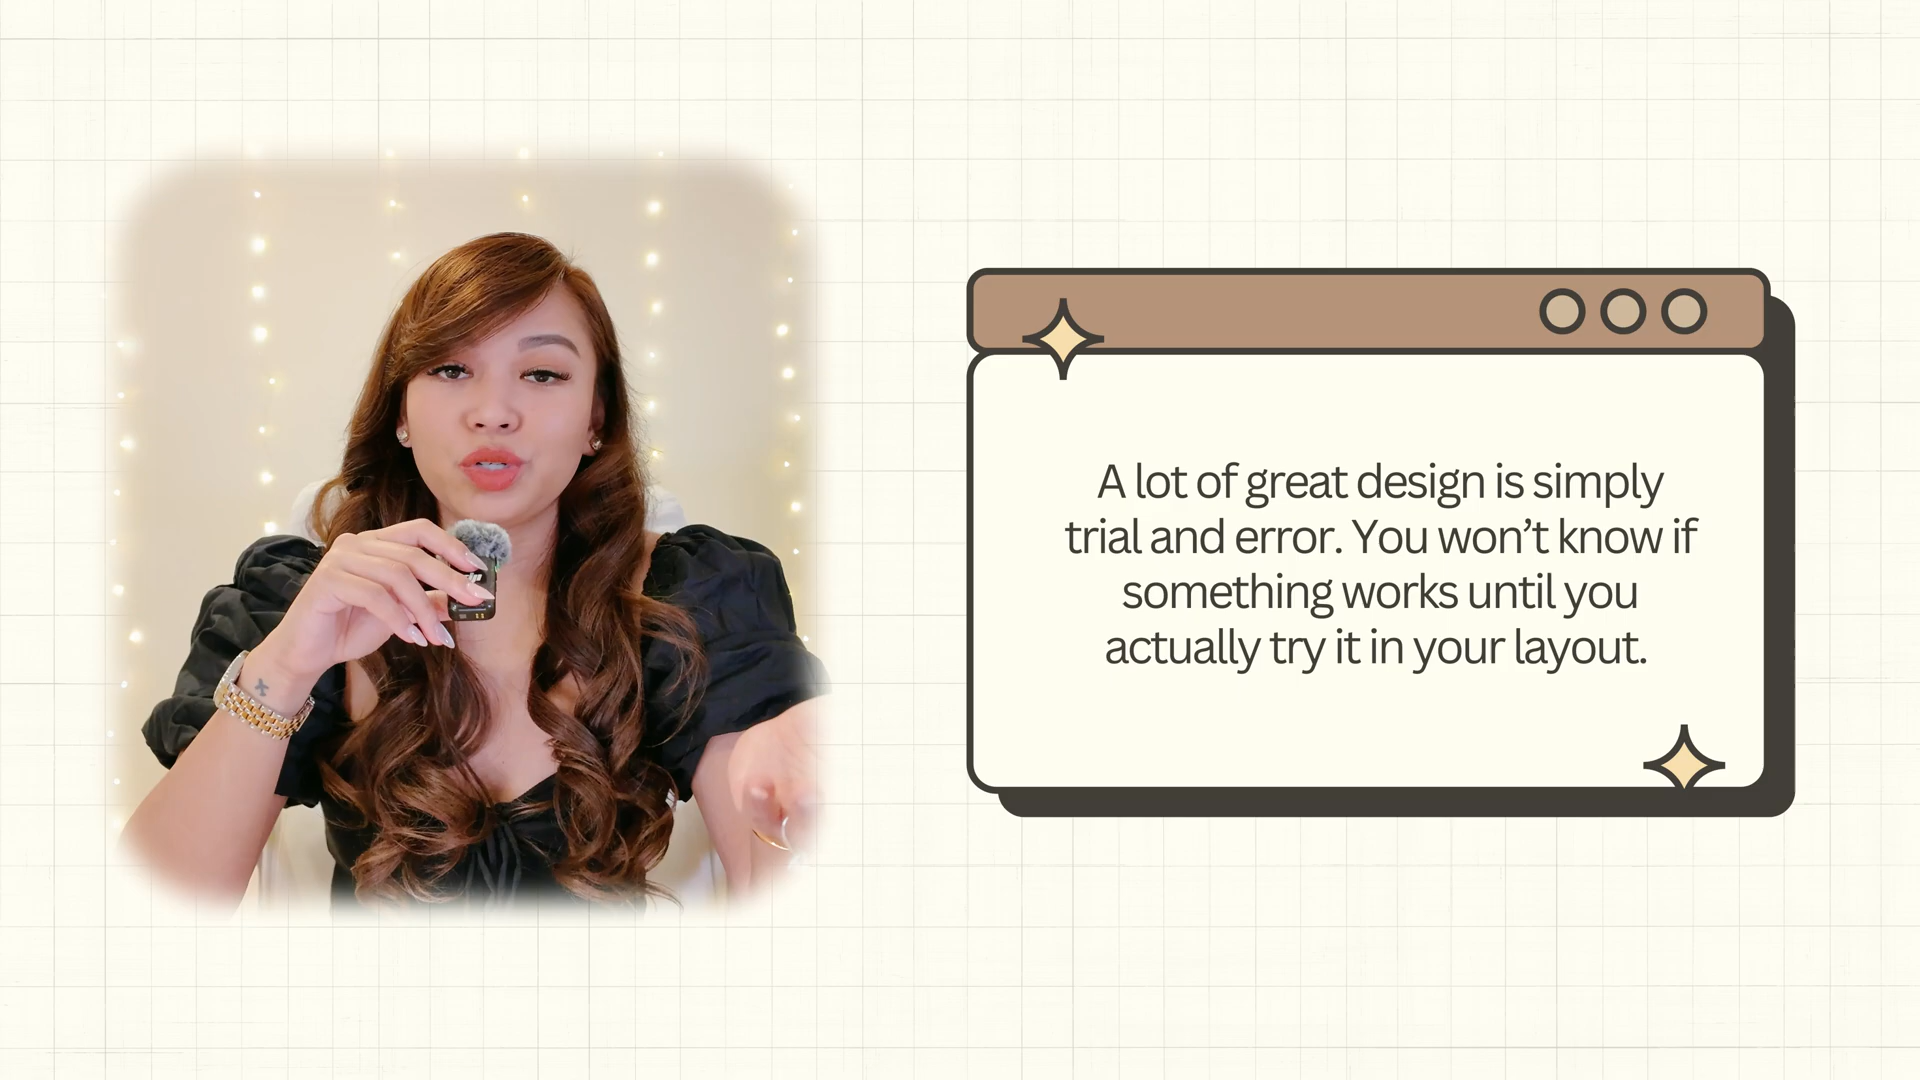 A lot of great design is simply
trial and error. You won’t know if
something works until you
actually try it in your layout.